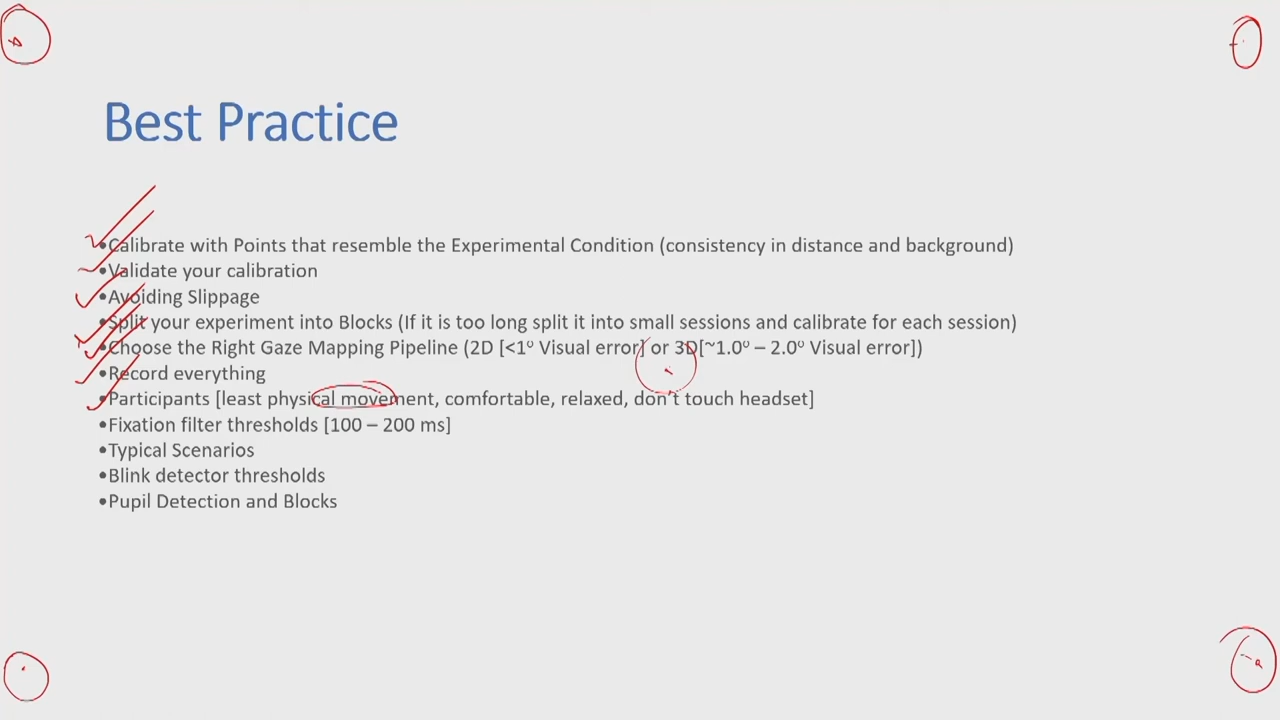 Best Practice
•Calibrate with Points that resemble the Experimental Condition (consistency in distance and background)
•Validate your calibration
•Avoiding Slippage
•Split your experiment into Blocks (If it is too long split it into small sessions and calibrate for each session)
•Choose the Right Gaze Mapping Pipeline (2D [<1º Visual error] or 3D[~1.0º – 2.0º Visual error])
•Record everything
•Participants [least physical movement, comfortable, relaxed, don't touch headset]
•Fixation filter thresholds [100 – 200 ms]
•Typical Scenarios
•Blink detector thresholds
•Pupil Detection and Blocks